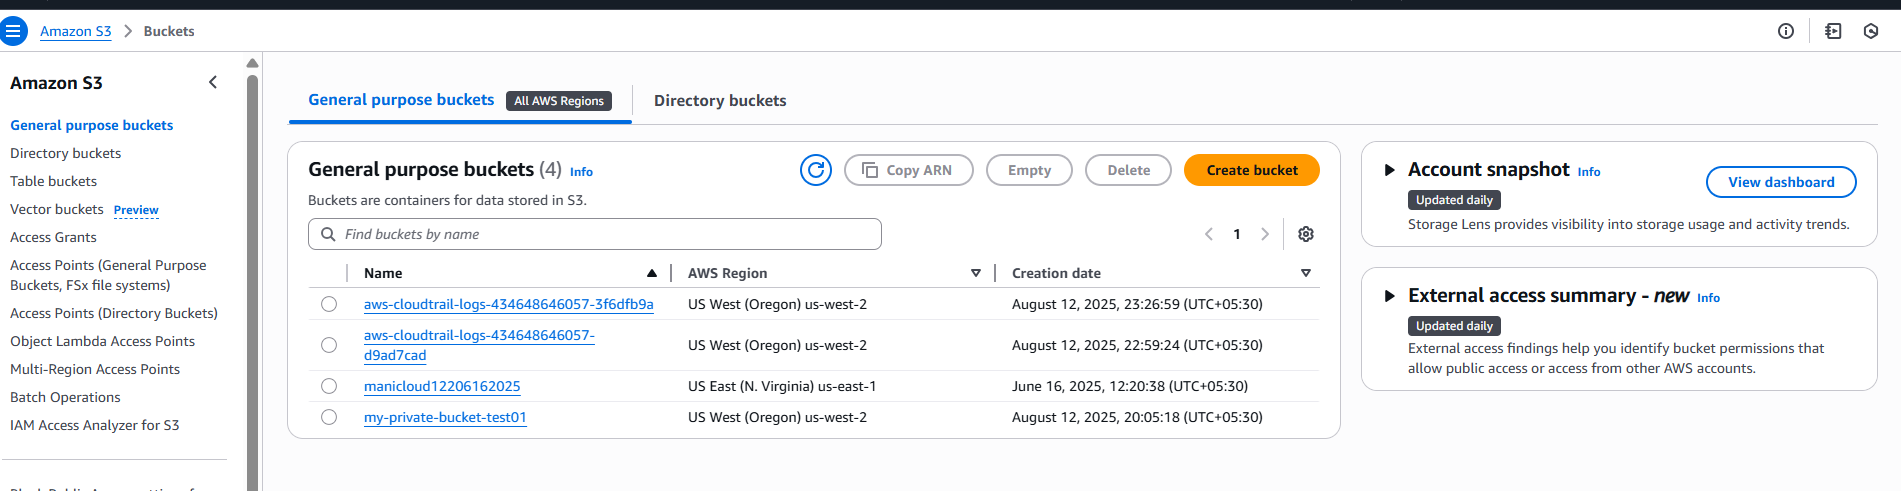 Amazon S3 > Buckets
Amazon S3
General purpose buckets
Directory buckets
Table buckets
Vector buckets Preview
Access Grants
Access Points (General Purpose
Buckets, FSx file systems)
Access Points (Directory Buckets)
Object Lambda Access Points
Multi-Region Access Points
Batch Operations
IAM Access Analyzer for S3
General purpose buckets All AWS Regions Directory buckets
General purpose buckets (4) Info Copy ARN Empty Delete Create bucket
Buckets are containers for data stored in S3.
Find buckets by name 1
Name AWS Region Creation date
aws-cloudtrail-logs-434648646057-3f6dfb9a US West (Oregon) us-west-2 August 12, 2025, 23:26:59 (UTC+05:30)
aws-cloudtrail-logs-434648646057-
d9ad7cad US West (Oregon) us-west-2 August 12, 2025, 22:59:24 (UTC+05:30)
manicloud12206162025 US East (N. Virginia) us-east-1 June 16, 2025, 12:20:38 (UTC+05:30)
my-private-bucket-test01 US West (Oregon) us-west-2 August 12, 2025, 20:05:18 (UTC+05:30)
Account snapshot Info View dashboard
Updated daily
Storage Lens provides visibility into storage usage and activity trends.
External access summary - new Info
Updated daily
External access findings help you identify bucket permissions that
allow public access or access from other AWS accounts.